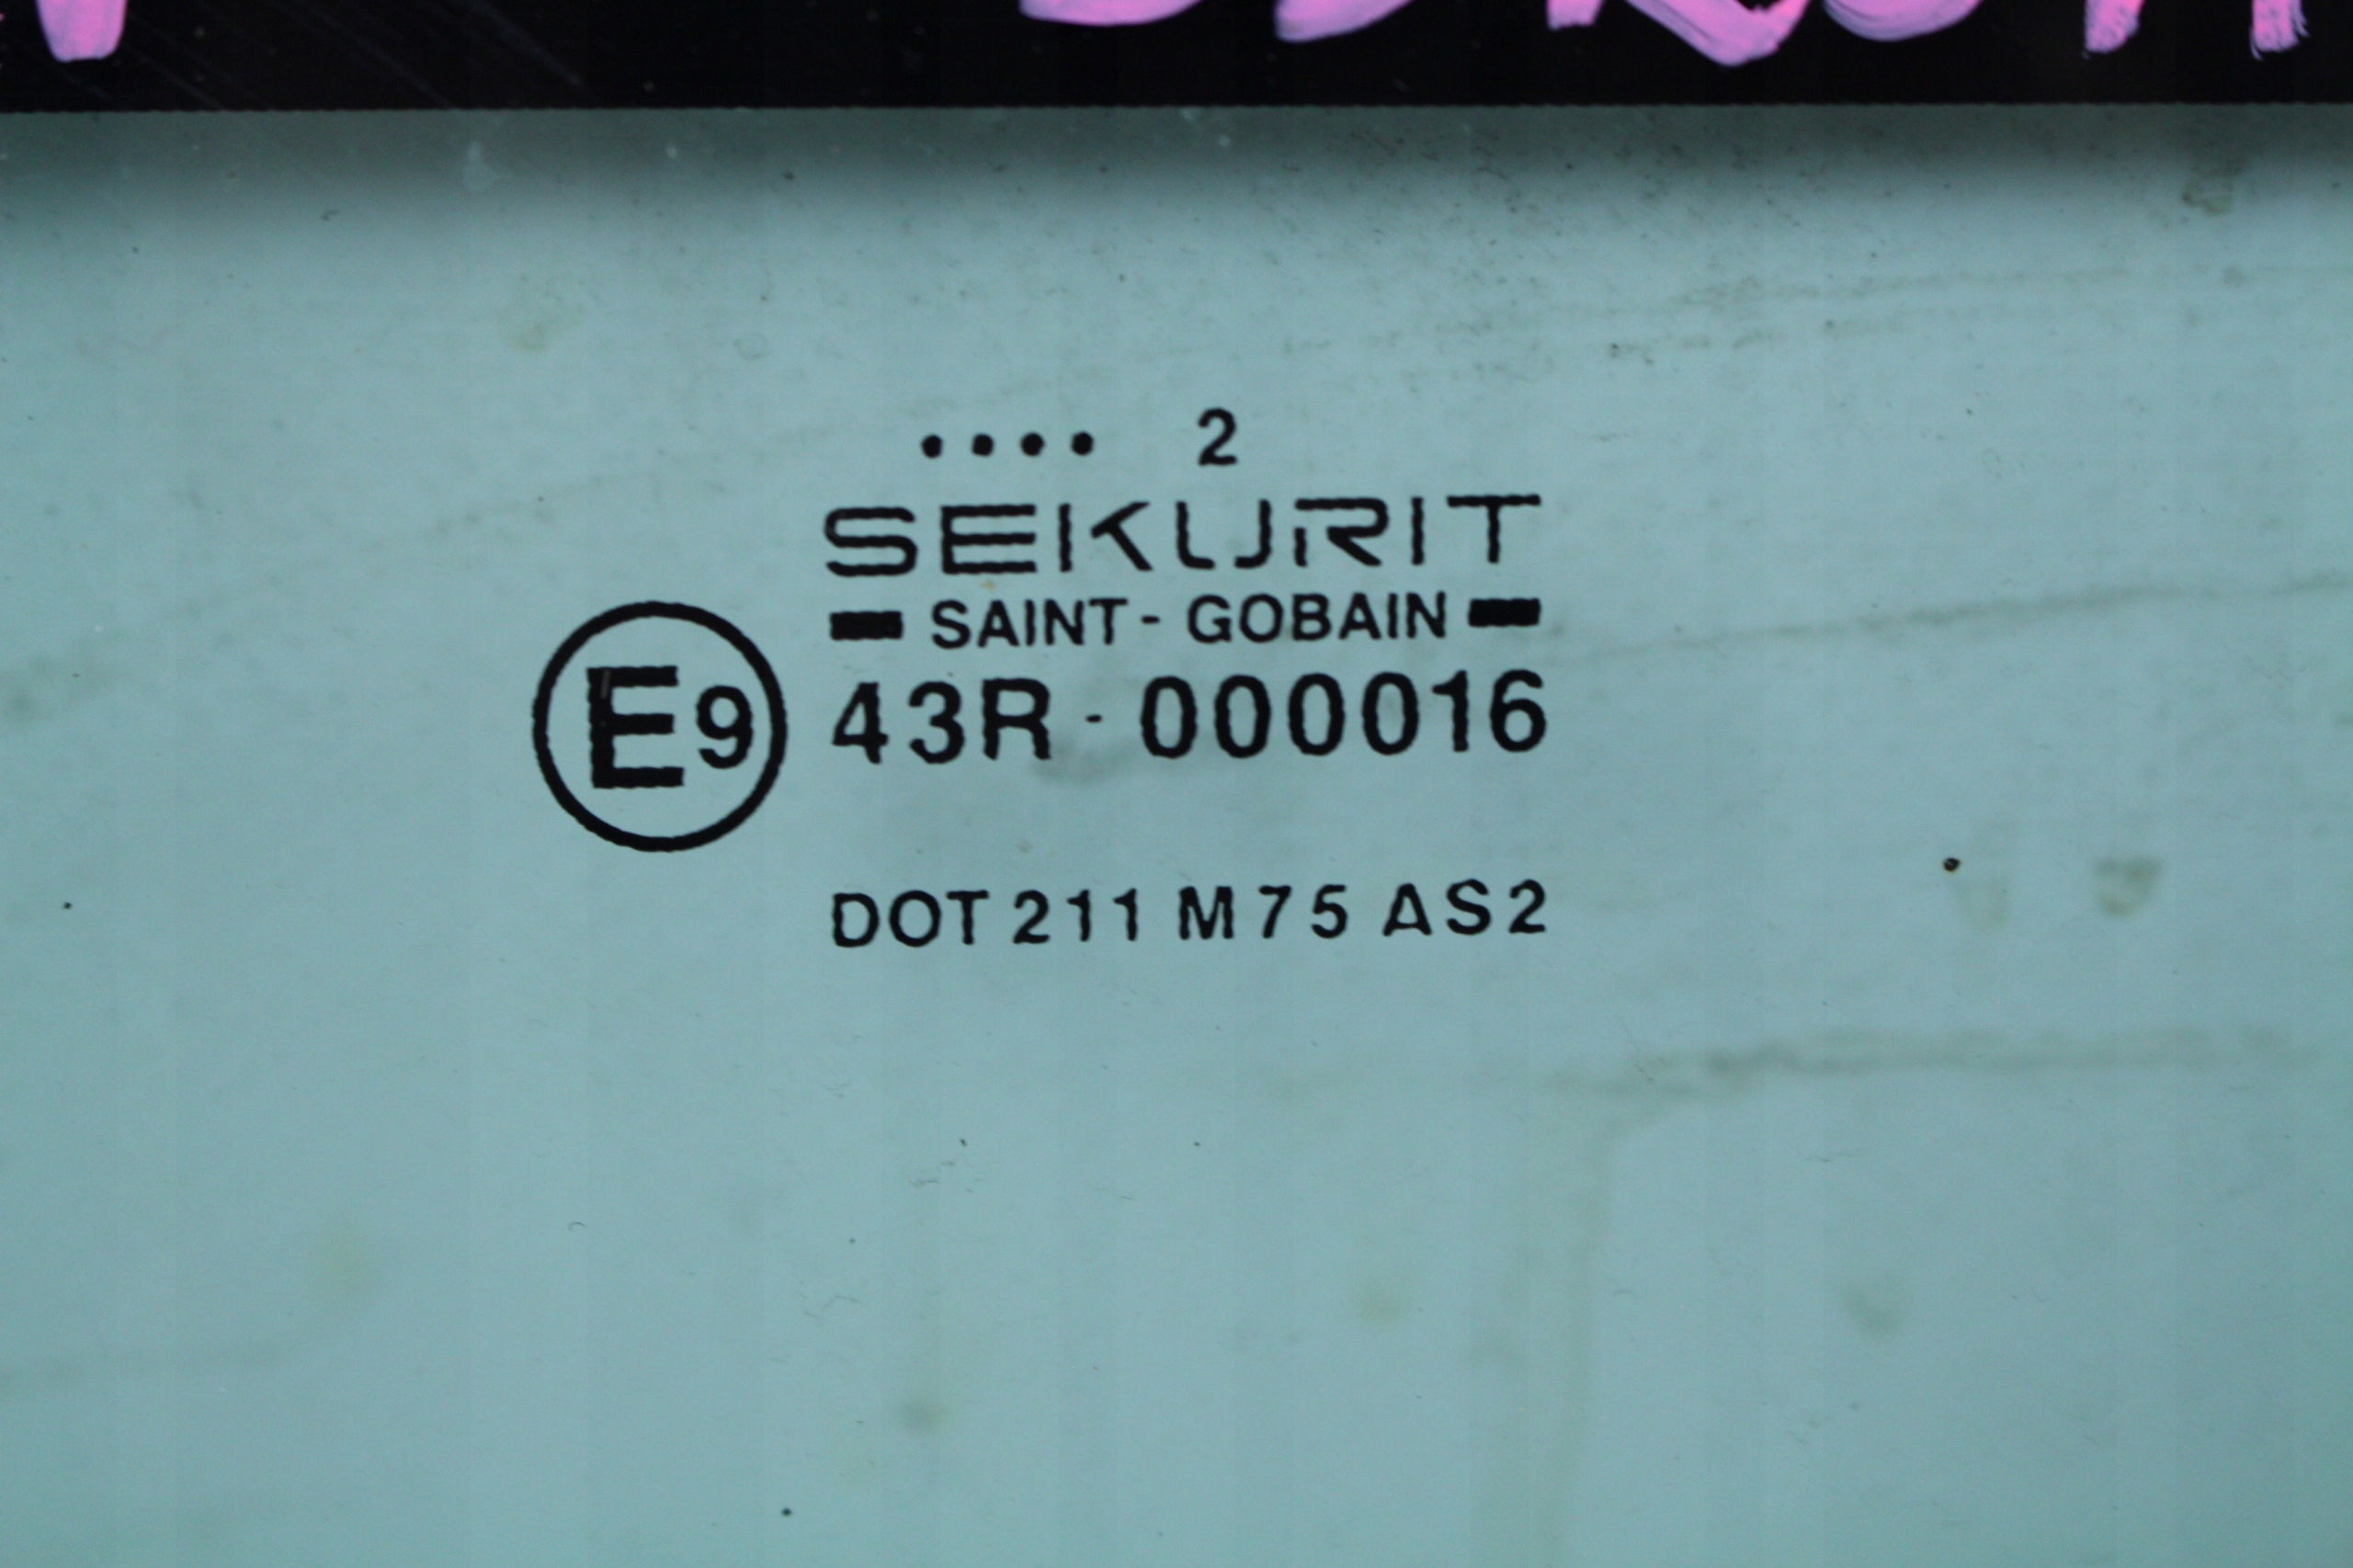 •••• 2
SEKURIT
SAINT-GOBAIN
E9 43R-000016
DOT 211 M75 AS2